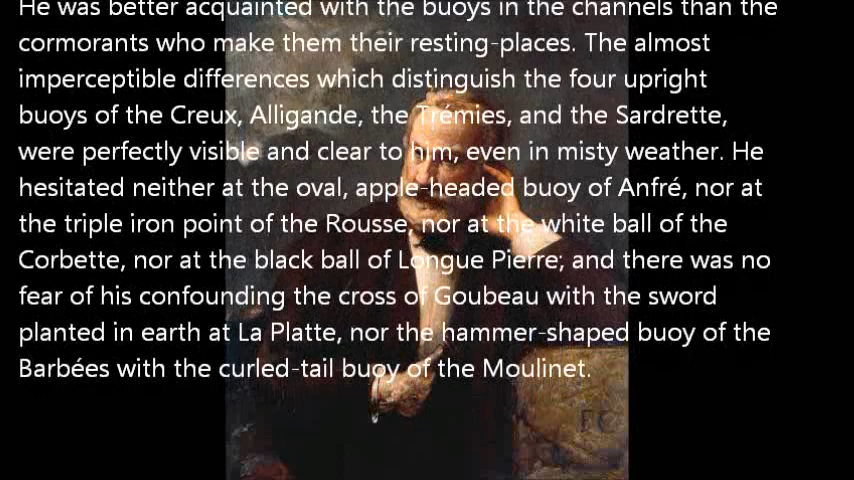 He was better acquainted with the buoys in the channels than the
cormorants who make them their resting-places. The almost
imperceptible differences which distinguish the four upright
buoys of the Creux, Alligande, the Trémies, and the Sardrette,
were perfectly visible and clear to him, even in misty weather. He
hesitated neither at the oval, apple-headed buoy of Anfré, nor at
the triple iron point of the Rousse, nor at the white ball of the
Corbette, nor at the black ball of Longue Pierre; and there was no
fear of his confounding the cross of Goubeau with the sword
planted in earth at La Platte, nor the hammer-shaped buoy of the
Barbées with the curled-tail buoy of the Moulinet.